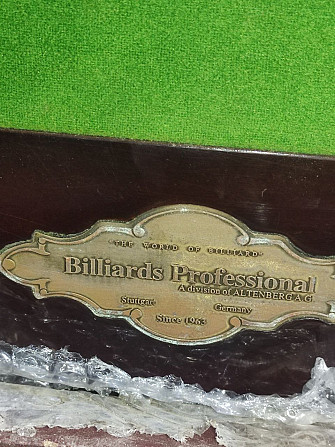 "THE WORLD OF BILLIARD"
Billiards Professional
A division of ALTENBERG A.G.
Stuttgart Germany
Since 1963